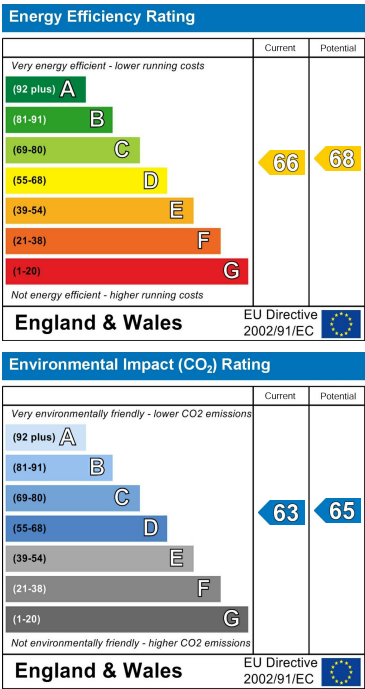 Energy Efficiency Rating
Current Potential
Very energy efficient - lower running costs
(92 plus) A
(81-91) B
(69-80) C
(55-68) D
(39-54) E
(21-38) F
(1-20) G
66 68
Not energy efficient - higher running costs
England & Wales
EU Directive
2002/91/EC
Environmental Impact (CO₂) Rating
Current Potential
Very environmentally friendly - lower CO2 emissions
(92 plus) A
(81-91) B
(69-80) C
(55-68) D
(39-54) E
(21-38) F
(1-20) G
63 65
Not environmentally friendly - higher CO2 emissions
England & Wales
EU Directive
2002/91/EC